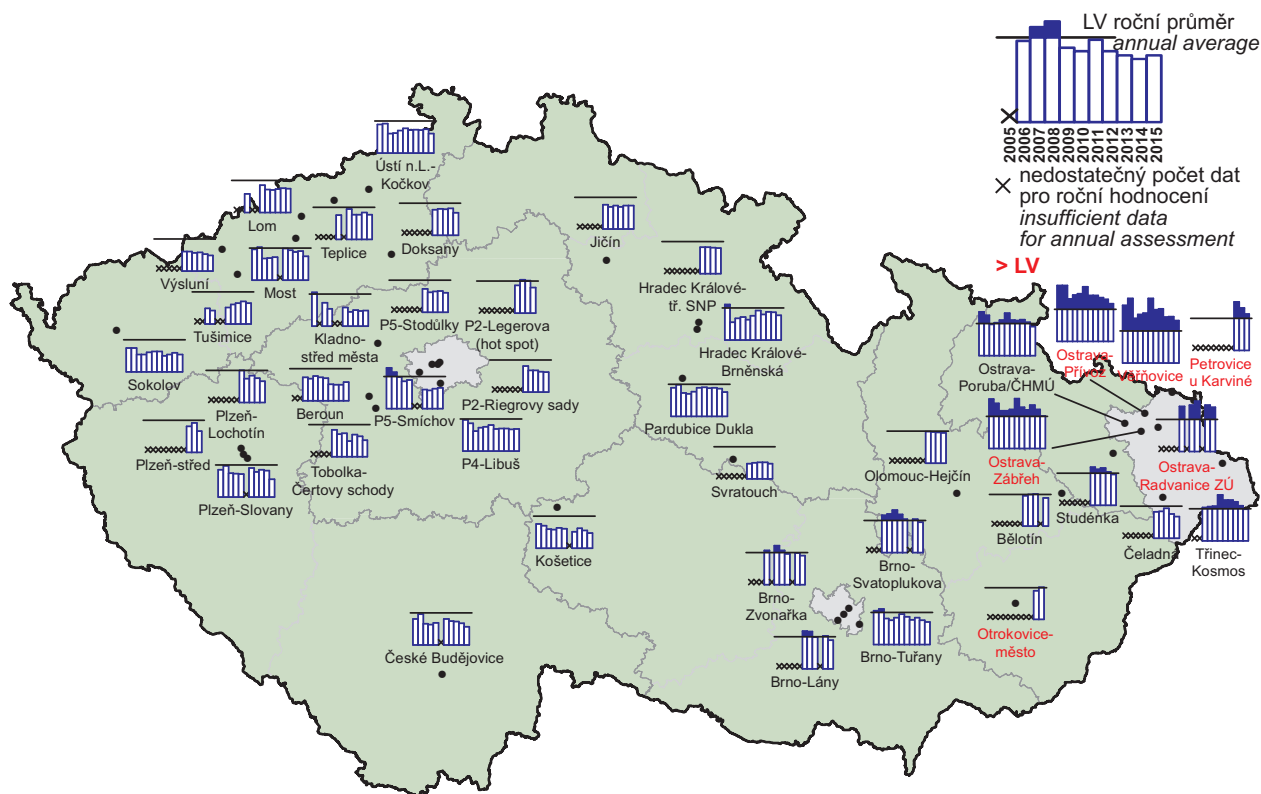 LV roční průměr
annual average
2005
2006
2007
2008
2009
2010
2011
2012
2013
2014
2015
nedostatečný počet dat
pro roční hodnocení
insufficient data
for annual assessment
> LV
Ústí n.L.-
Kočkov
Lom
Teplice
Doksany
Jičín
Výsluní
Most
Hradec Králové-
tř. SNP
Tušimice
Kladno-
střed města
P5-Stodůlky
P2-Legerova
(hot spot)
Hradec Králové-
Brněnská
Ostrava-
Poruba/ČHMÚ
Ostrava-
Přívoz
Věřňovice
Petrovice
u Karviné
Sokolov
Plzeň-
Lochotín
Beroun
P5-Smíchov
P2-Riegrovy sady
Pardubice Dukla
Plzeň-střed
Tobolka-
Čertovy schody
P4-Libuš
Svratouch
Olomouc-Hejčín
Ostrava-
Zábřeh
Ostrava-
Radvanice ZÚ
Plzeň-Slovany
Studénka
Košetice
Bělotín
Čeladná
Třinec-
Kosmos
Brno-
Zvonařka
Brno-
Svatoplukova
České Budějovice
Brno-Lány
Brno-Tuřany
Otrokovice-
město